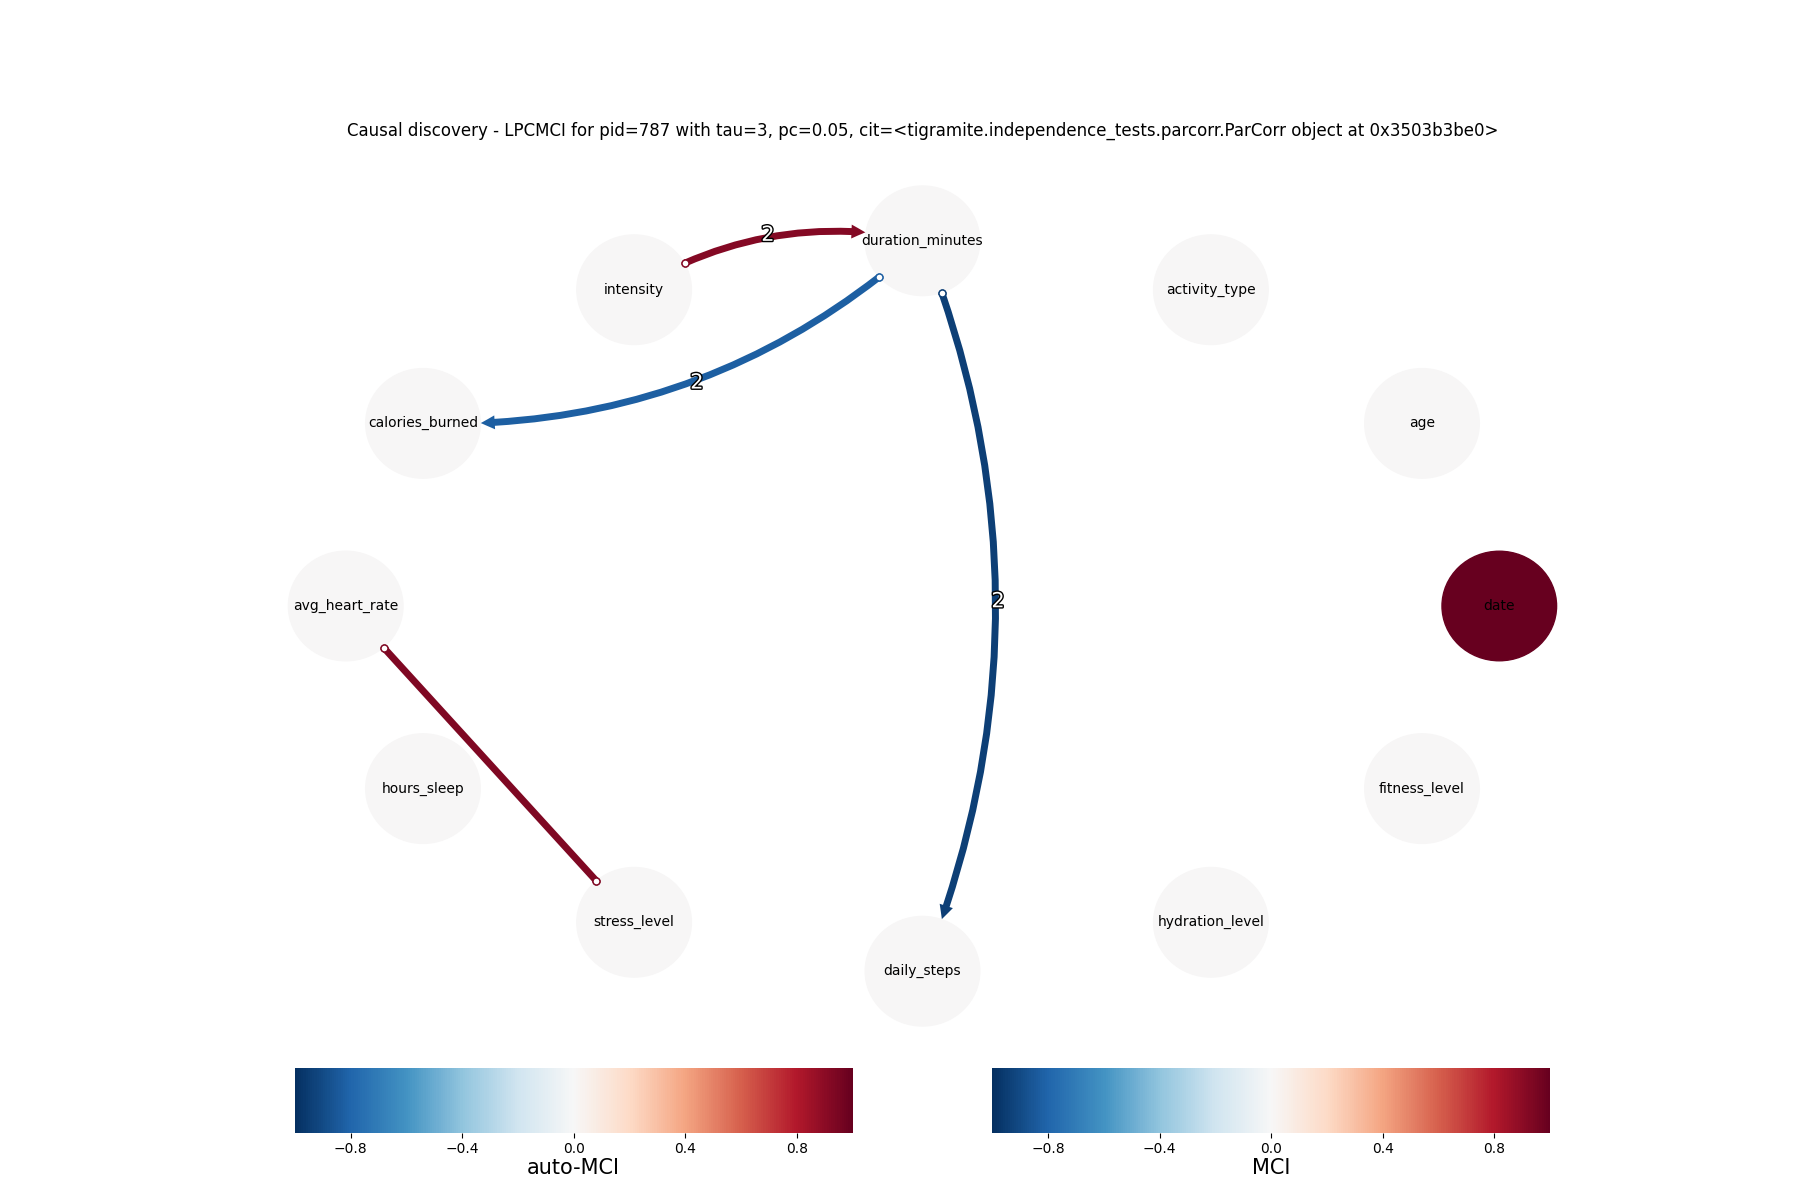 Causal discovery - LPCMCI for pid=787 with tau=3, pc=0.05, cit=<tigramite.independence_tests.parcorr.ParCorr object at 0x3503b3be0>
2
duration_minutes
intensity
activity_type
2
calories_burned
age
2
avg_heart_rate
date
hours_sleep
fitness_level
stress_level
hydration_level
daily_steps
−0.8 −0.4 0.0 0.4 0.8
auto-MCI
−0.8 −0.4 0.0 0.4 0.8
MCI